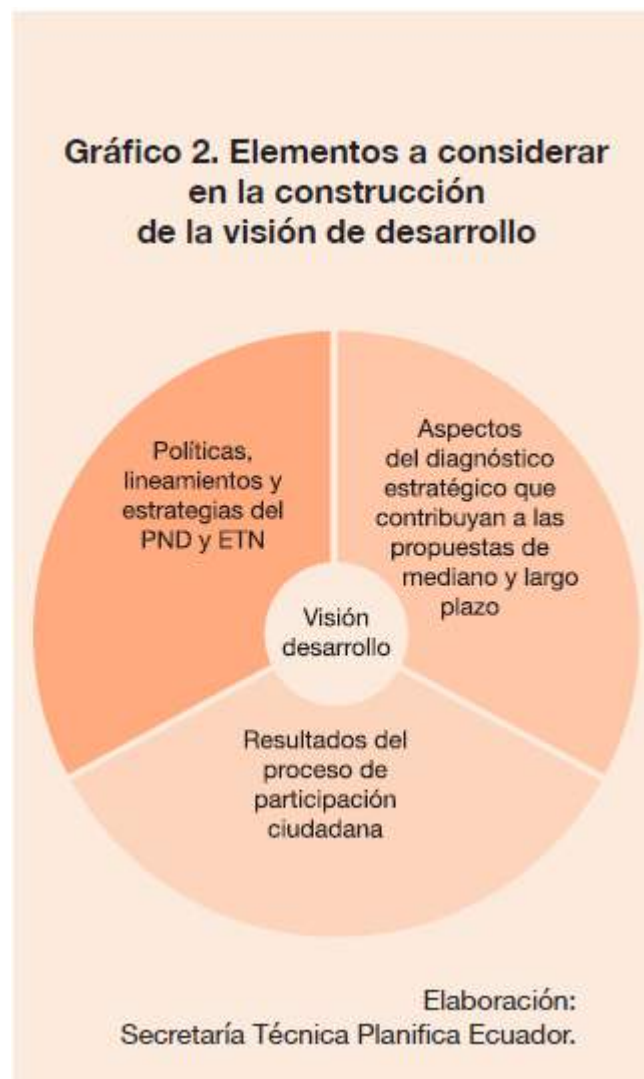 Gráfico 2. Elementos a considerar
en la construcción
de la visión de desarrollo
Políticas,
lineamientos y
estrategias del
PND y ETN
Aspectos
del diagnóstico
estratégico que
contribuyan a las
propuestas de
mediano y largo
plazo
Visión
desarrollo
Resultados del
proceso de
participación
ciudadana
Elaboración:
Secretaría Técnica Planifica Ecuador.